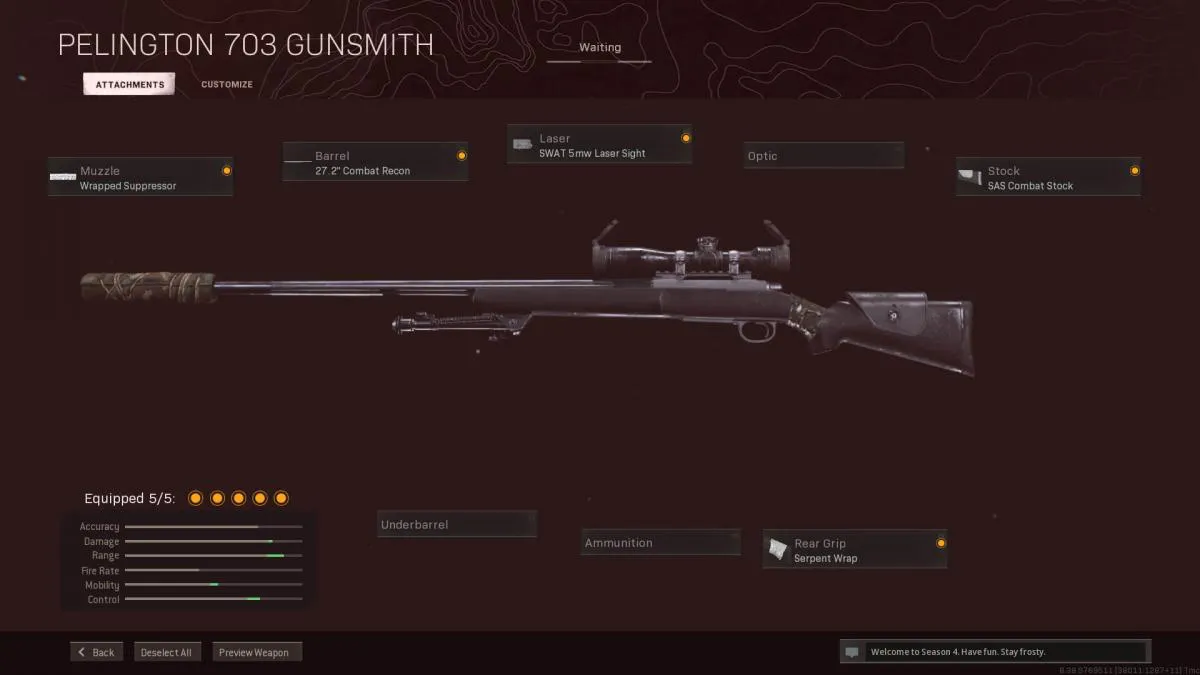 PELINGTON 703 GUNSMITH
Waiting
ATTACHMENTS
CUSTOMIZE
Muzzle
Wrapped Suppressor
Barrel
27.2" Combat Recon
Laser
SWAT 5mw Laser Sight
Optic
Stock
SAS Combat Stock
Equipped 5/5:
Accuracy
Damage
Range
Fire Rate
Mobility
Control
Underbarrel
Ammunition
Rear Grip
Serpent Wrap
Back
Deselect All
Preview Weapon
Welcome to Season 4. Have fun. Stay frosty.